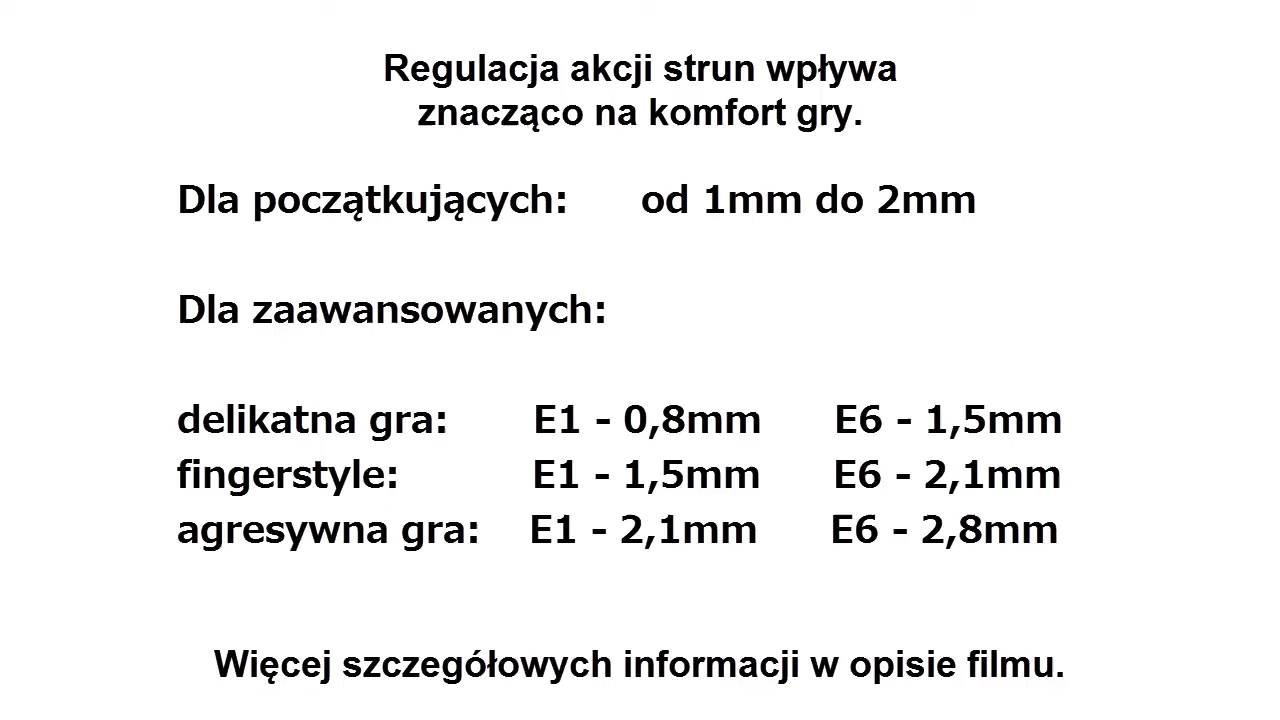 Regulacja akcji strun wpływa
znacząco na komfort gry.
Dla początkujących: od 1mm do 2mm
Dla zaawansowanych:
delikatna gra: E1 - 0,8mm E6 - 1,5mm
fingerstyle: E1 - 1,5mm E6 - 2,1mm
agresywna gra: E1 - 2,1mm E6 - 2,8mm
Więcej szczegółowych informacji w opisie filmu.